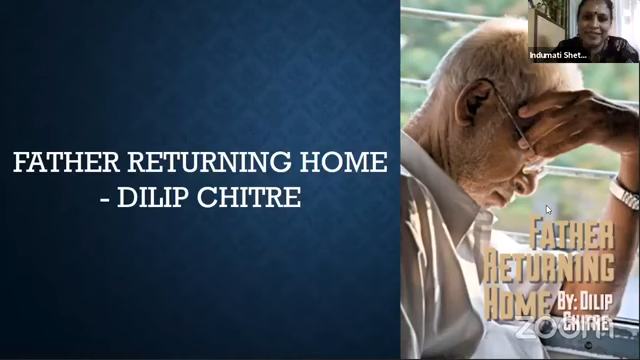 FATHER RETURNING HOME
- DILIP CHITRE
Indumati Shet...
FATHER
RETURNING
HOME BY: DILIP
CHITRE
zoom